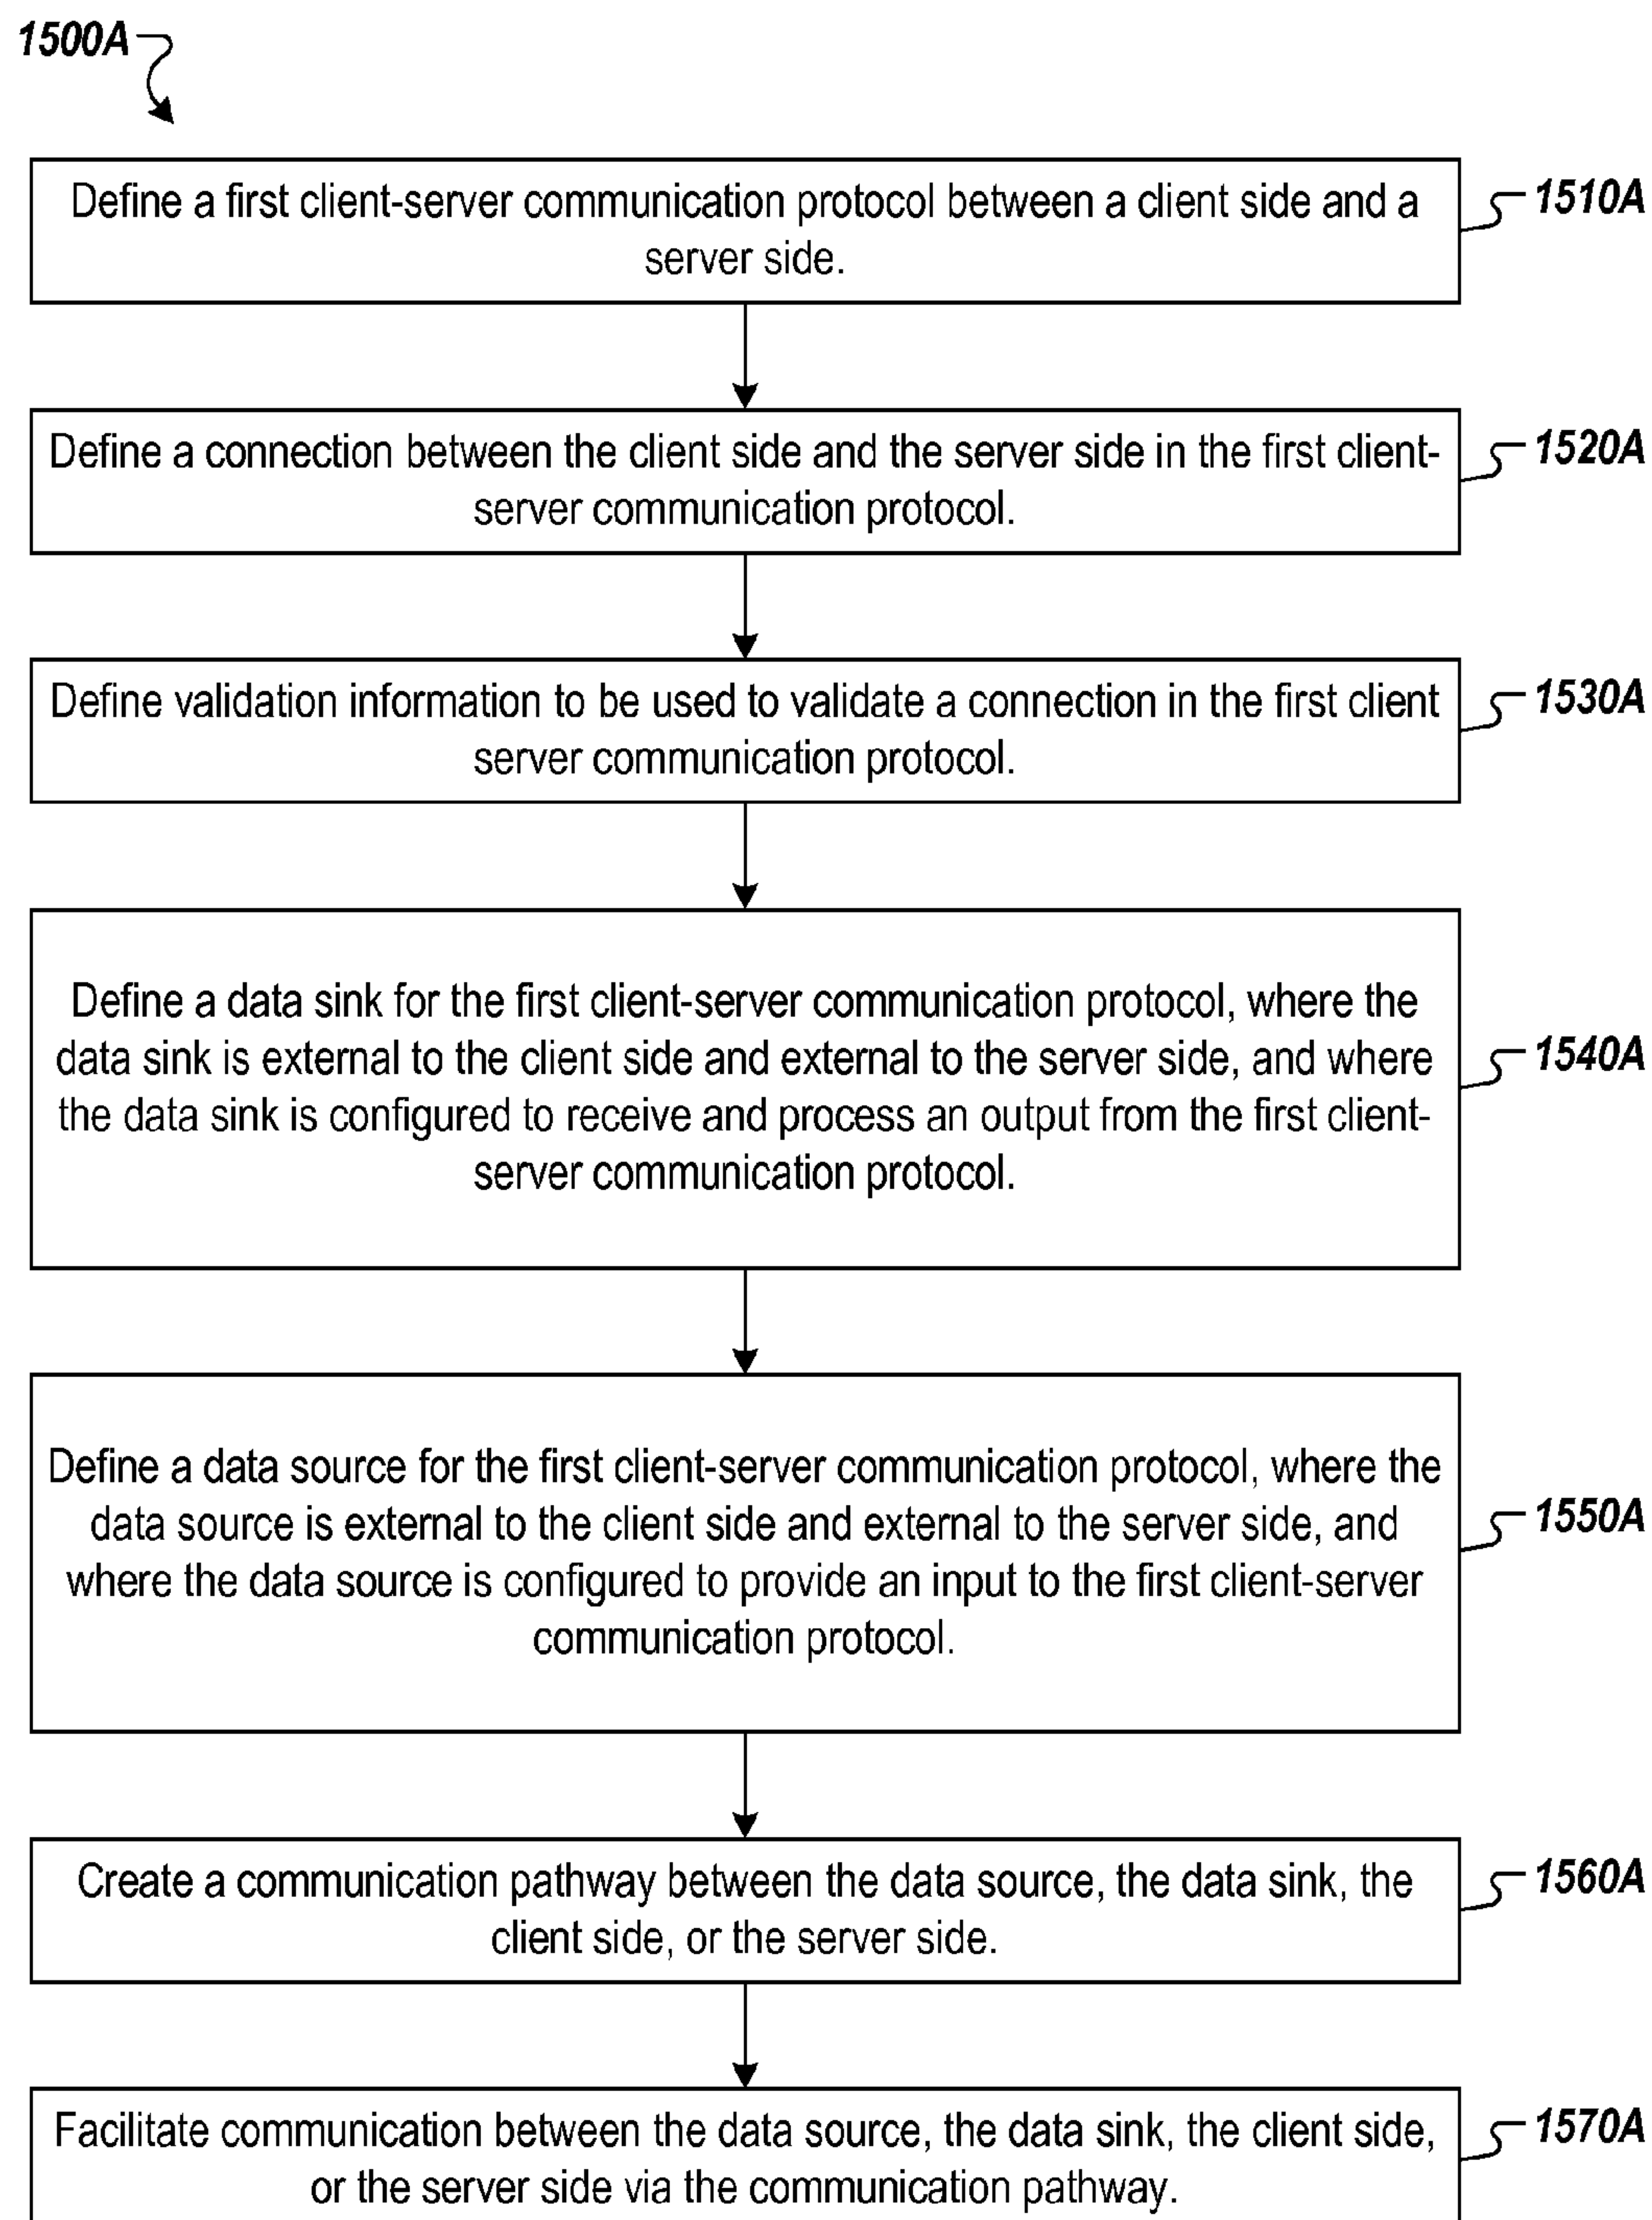 1500A
Define a first client-server communication protocol between a client side and a
server side.
1510A
Define a connection between the client side and the server side in the first client-
server communication protocol.
1520A
Define validation information to be used to validate a connection in the first client
server communication protocol.
1530A
Define a data sink for the first client-server communication protocol, where the
data sink is external to the client side and external to the server side, and where
the data sink is configured to receive and process an output from the first client-
server communication protocol.
1540A
Define a data source for the first client-server communication protocol, where the
data source is external to the client side and external to the server side, and
where the data source is configured to provide an input to the first client-server
communication protocol.
1550A
Create a communication pathway between the data source, the data sink, the
client side, or the server side.
1560A
Facilitate communication between the data source, the data sink, the client side,
or the server side via the communication pathway.
1570A